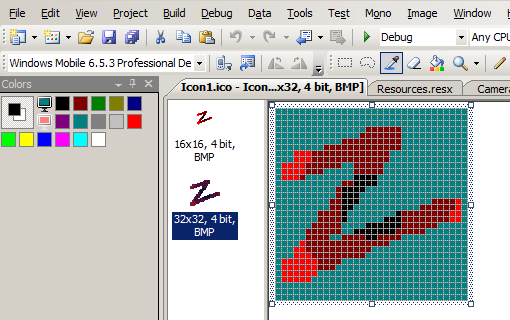 File Edit View Project Build Debug Data Tools Test Mono Image Window
Debug Any CPU
Windows Mobile 6.5.3 Professional De
Colors
Icon1.ico - Icon...x32, 4 bit, BMP]
Resources.resx
Camera
16x16, 4 bit,
BMP
32x32, 4 bit,
BMP